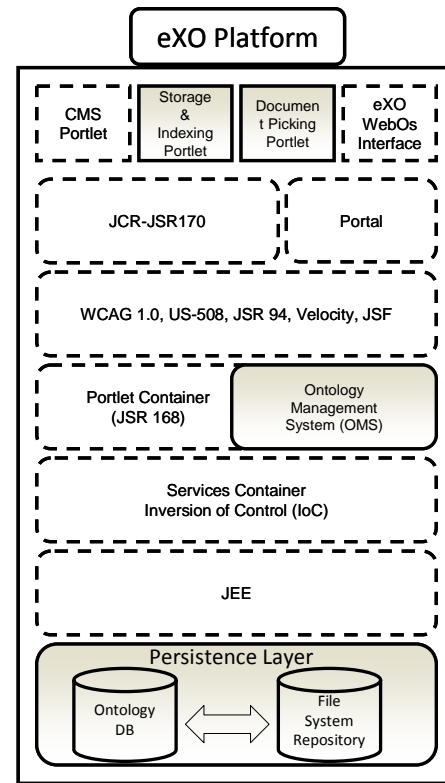 eXO Platform
CMS
Portlet
Storage
&
Indexing
Portlet
Documen
t Picking
Portlet
eXO
WebOs
Interface
JCR-JSR170
Portal
WCAG 1.0, US-508, JSR 94, Velocity, JSF
Portlet Container
(JSR 168)
Ontology
Management
System (OMS)
Services Container
Inversion of Control (IoC)
JEE
Persistence Layer
Ontology
DB
File
System
Repository